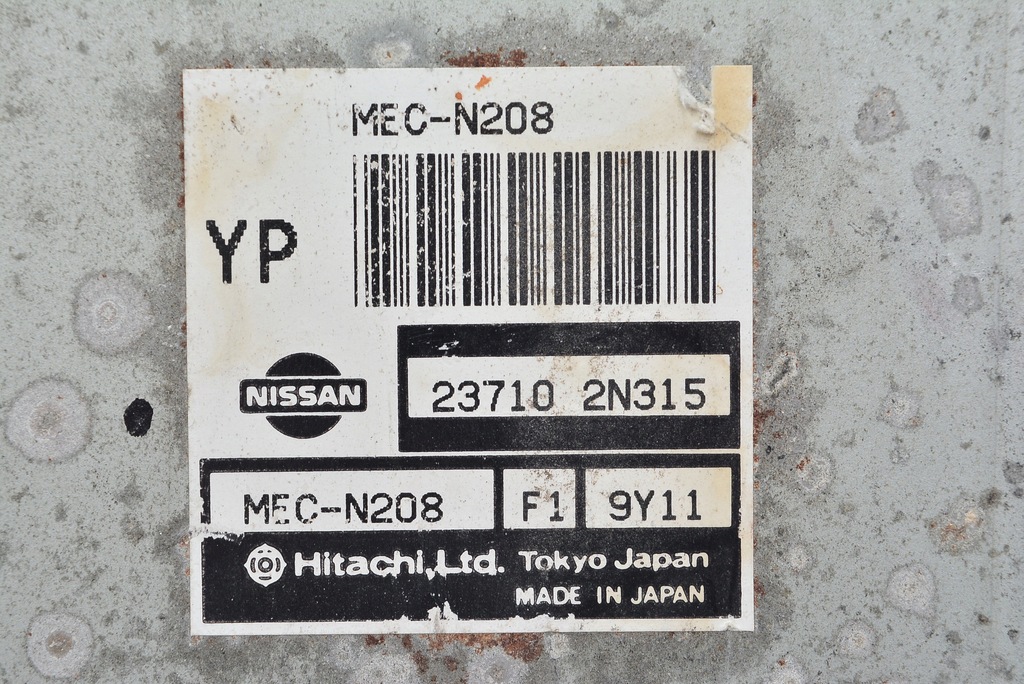 MEC-N208
YP
NISSAN
23710 2N315
MEC-N208 F1 9Y11
Hitachi, Ltd. Tokyo Japan
MADE IN JAPAN